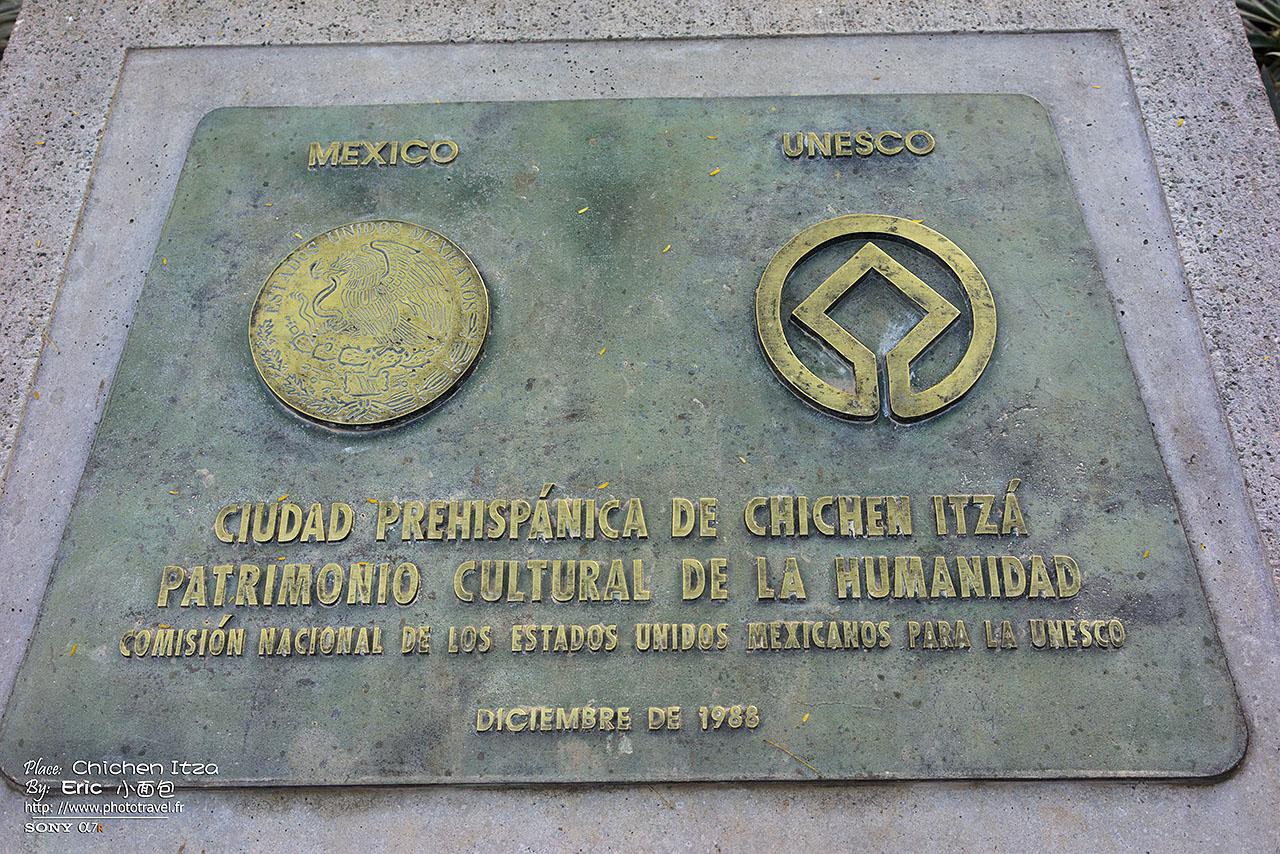 MEXICO
UNESCO
ESTADOS UNIDOS MEXICANOS
CIUDAD PREHISPÁNICA DE CHICHEN ITZÁ
PATRIMONIO CULTURAL DE LA HUMANIDAD
COMISIÓN NACIONAL DE LOS ESTADOS UNIDOS MEXICANOS PARA LA UNESCO
DICIEMBRE DE 1988
Place: Chichen Itza
By: Eric 小面包
http://www.phototravel.fr
SONY α7R